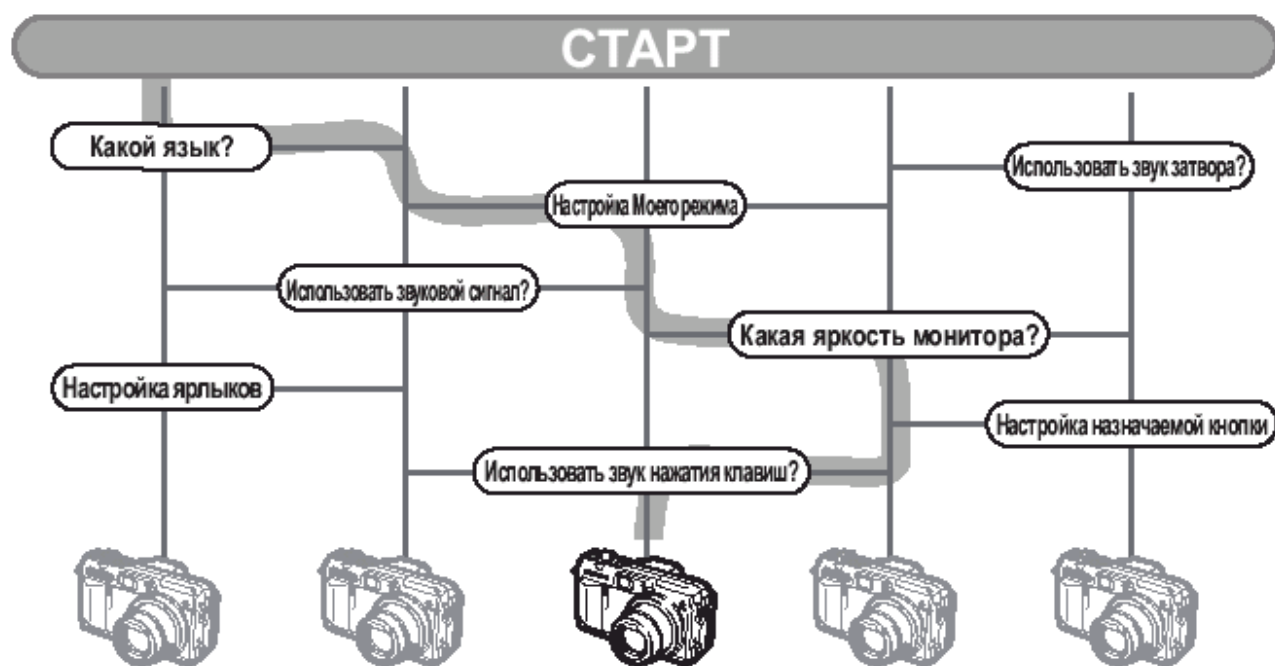 СТАРТ
Какой язык?
Использовать звук затвора?
Настройка Моего режима
Использовать звуковой сигнал?
Какая яркость монитора?
Настройка ярлыков
Настройка назначаемой кнопки
Использовать звук нажатия клавиш?